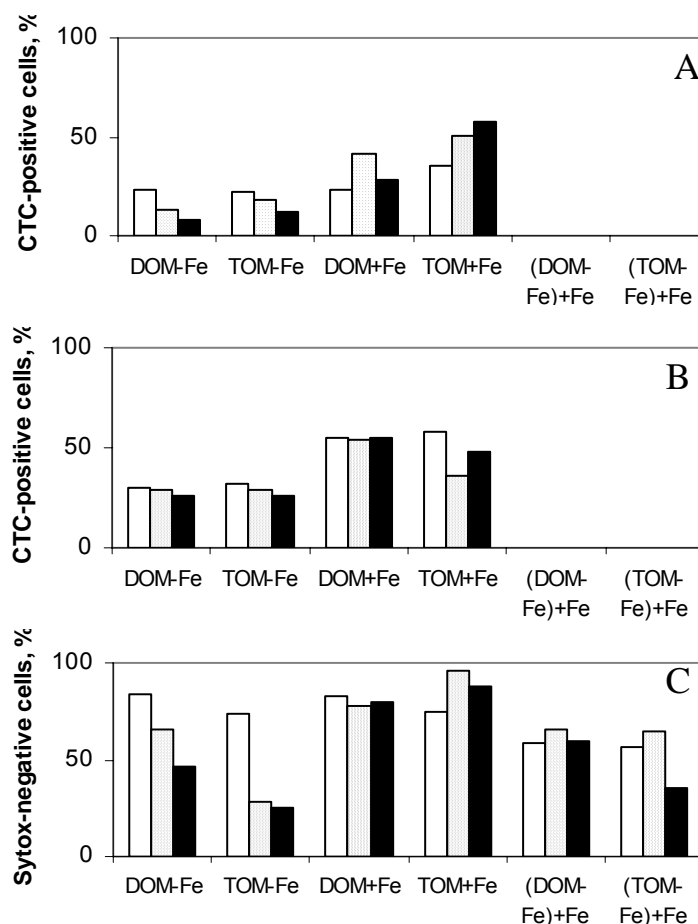 CTC-positive cells, %
100
50
0
A
DOM-Fe TOM-Fe DOM+Fe TOM+Fe (DOM- (TOM-
Fe)+Fe Fe)+Fe
CTC-positive cells, %
100
50
0
B
DOM-Fe TOM-Fe DOM+Fe TOM+Fe (DOM- (TOM-
Fe)+Fe Fe)+Fe
Sytox-negative cells, %
100
50
0
C
DOM-Fe TOM-Fe DOM+Fe TOM+Fe (DOM- (TOM-
Fe)+Fe Fe)+Fe